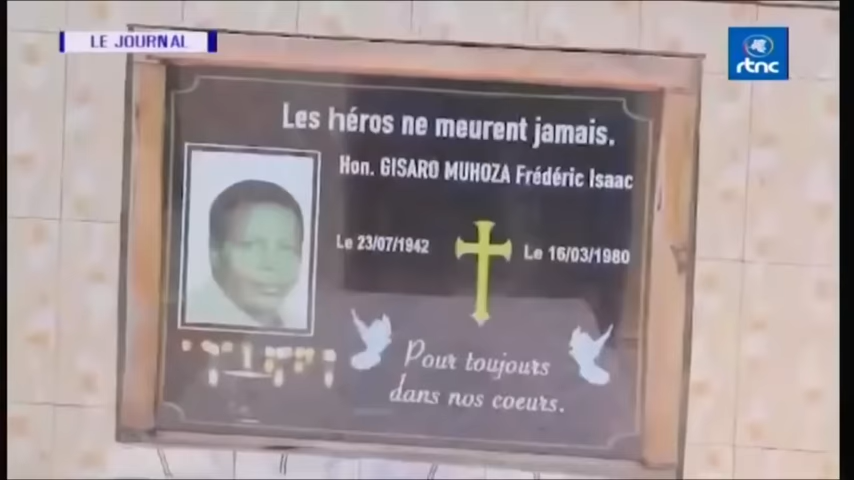 LE JOURNAL
rtnc
Les héros ne meurent jamais.
Hon. GISARO MUHOZA Frédéric Isaac
Le 23/07/1942
Le 16/03/1980
Pour toujours
dans nos coeurs.